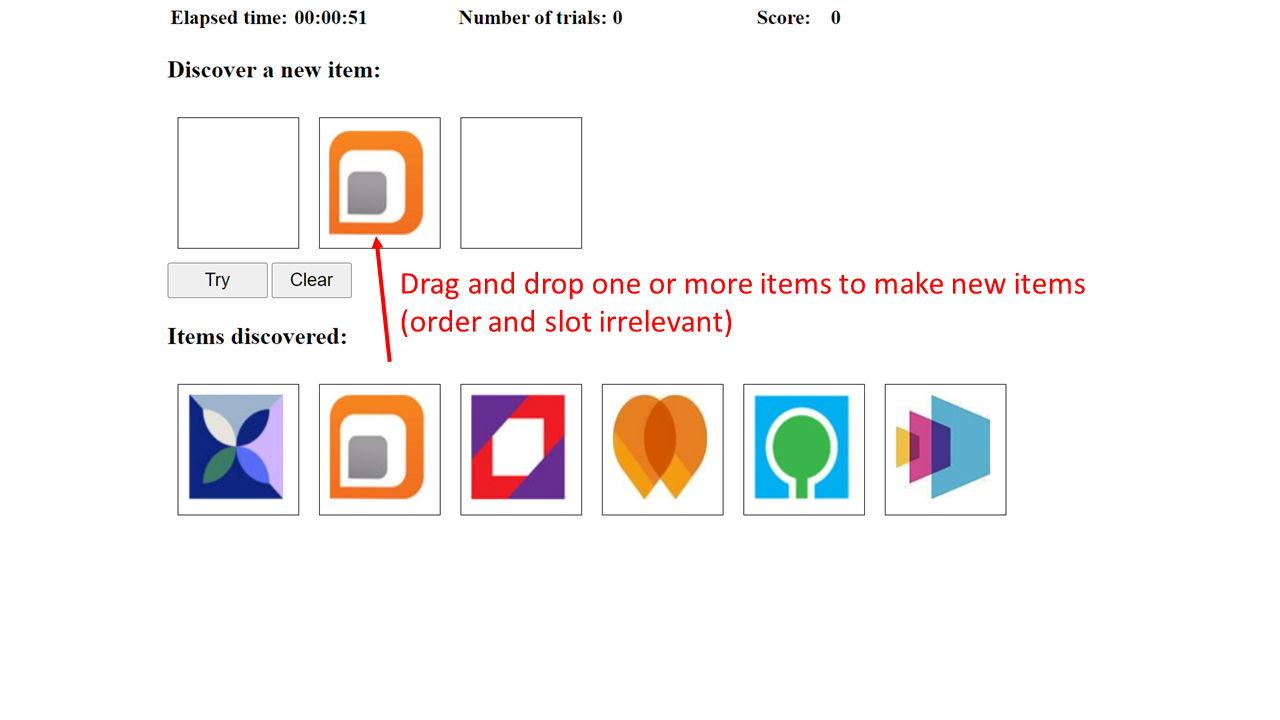 Elapsed time: 00:00:51 Number of trials: 0 Score: 0
Discover a new item:
Try Clear
Drag and drop one or more items to make new items
(order and slot irrelevant)
Items discovered: